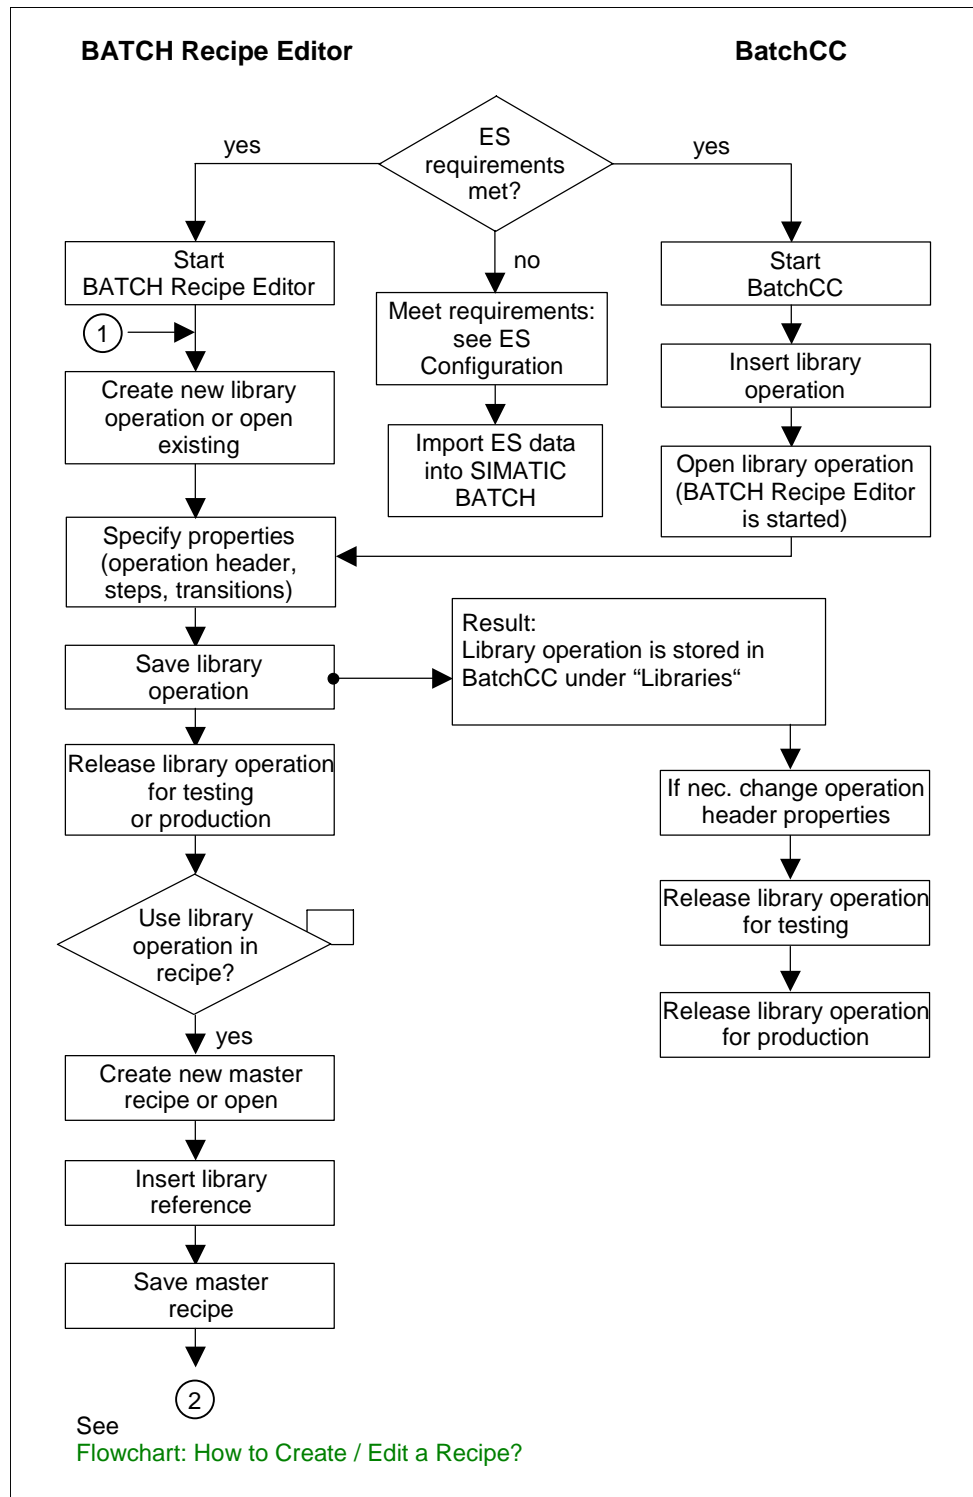 BATCH Recipe Editor
BatchCC
ES
requirements
met?
yes
yes
no
Start
BATCH Recipe Editor
1
Create new library
operation or open
existing
Meet requirements:
see ES
Configuration
Import ES data
into SIMATIC
BATCH
Start
BatchCC
Insert library
operation
Open library operation
(BATCH Recipe Editor
is started)
Specify properties
(operation header,
steps, transitions)
Save library
operation
Result:
Library operation is stored in
BatchCC under “Libraries“
Release library operation
for testing
or production
If nec. change operation
header properties
Release library operation
for testing
Release library operation
for production
Use library
operation in
recipe?
yes
Create new master
recipe or open
Insert library
reference
Save master
recipe
2
See
Flowchart: How to Create / Edit a Recipe?